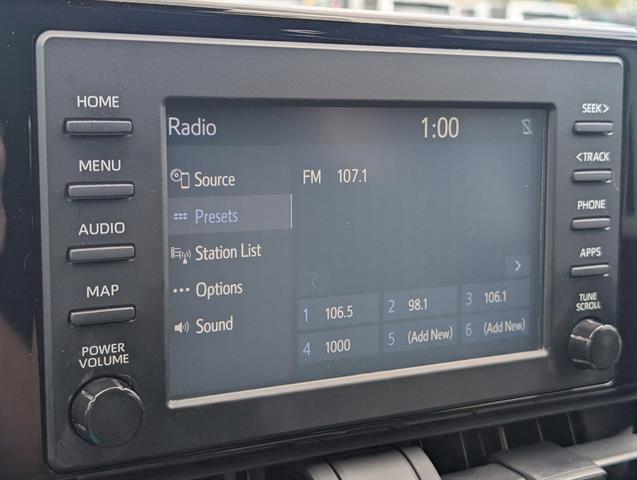 HOME
MENU
AUDIO
MAP
POWER
VOLUME
Radio
1:00
Source
Presets
Station List
Options
Sound
FM 107.1
<
>
1 106.5
2 98.1
3 106.1
4 1000
5 (Add New)
6 (Add New)
SEEK >
< TRACK
PHONE
APPS
TUNE
SCROLL